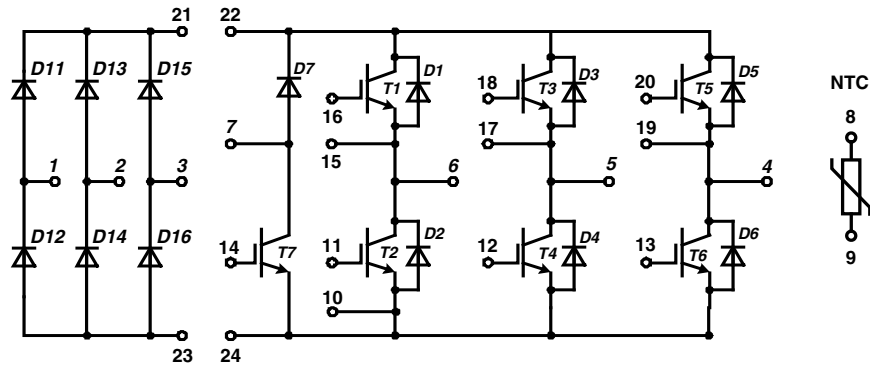 21 22
D11 D13 D15 D7 D1 D3 D5
T1 T3 T5
16 18 20 NTC
7 15 17 19 8
1 2 3 6 5 4
D12 D14 D16 D2 D4 D6
14 T7 11 T2 12 T4 13 T6 9
10
23 24